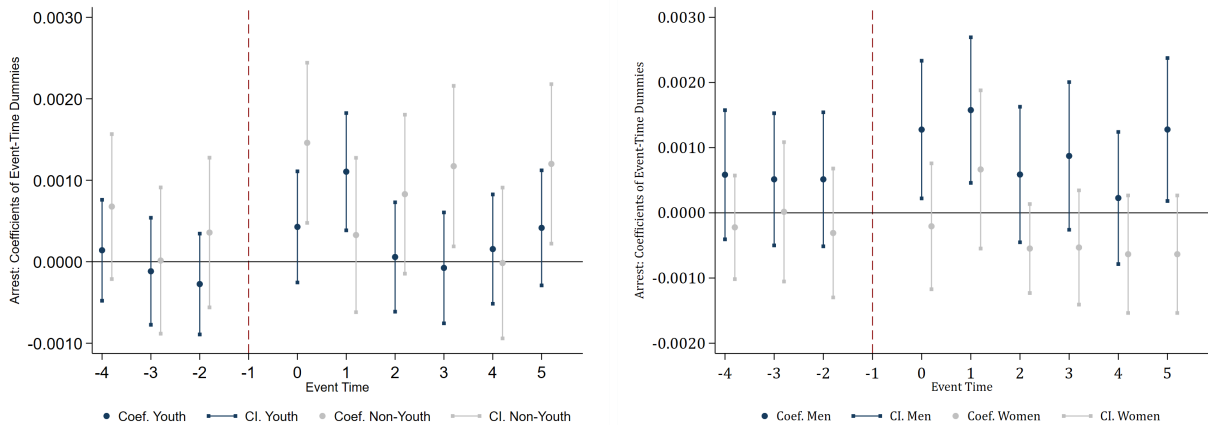 Arrest: Coefficients of Event-Time Dummies
0.0030
0.0020
0.0010
0.0000
-0.0010
-4 -3 -2 -1 0 1 2 3 4 5
Event Time
Coef. Youth CI. Youth Coef. Non-Youth CI. Non-Youth
Arrest: Coefficients of Event-Time Dummies
0.0030
0.0020
0.0010
0.0000
-0.0010
-0.0020
-4 -3 -2 -1 0 1 2 3 4 5
Event Time
Coef. Men CI. Men Coef. Women CI. Women